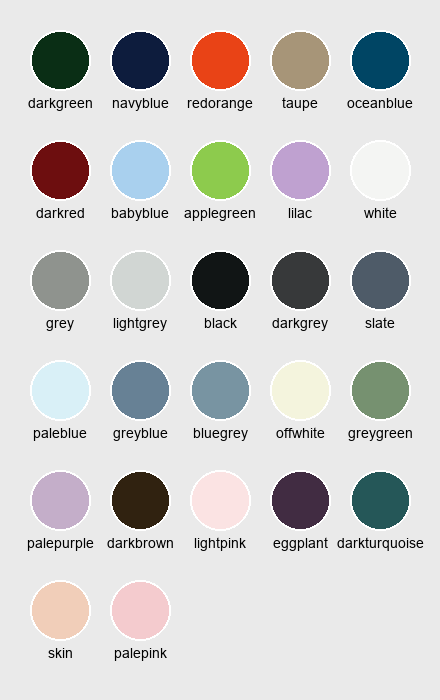 darkgreen navyblue redorange taupe oceanblue
darkred babyblue applegreen lilac white
grey lightgrey black darkgrey slate
paleblue greyblue bluegrey offwhite greygreen
palepurple darkbrown lightpink eggplant darkturquoise
skin palepink